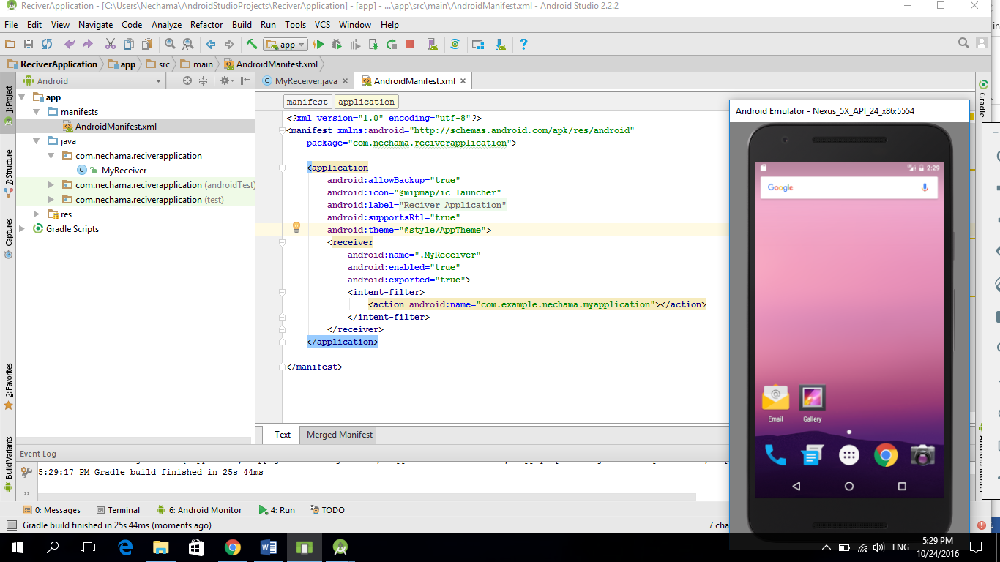 ReciverApplication - [C:\Users\Nechama\AndroidStudioProjects\ReciverApplication] - [app] - ...\app\src\main\AndroidManifest.xml - Android Studio 2.2.2
File Edit View Navigate Code Analyze Refactor Build Run Tools VCS Window Help
app
ReciverApplication app src main AndroidManifest.xml
Android
MyReceiver.java AndroidManifest.xml
1: Project
7: Structure
Captures
2: Favorites
Build Variants
app
manifests
AndroidManifest.xml
java
com.nechama.reciverapplication
MyReceiver
com.nechama.reciverapplication (androidTest)
com.nechama.reciverapplication (test)
res
Gradle Scripts
manifest application
<?xml version="1.0" encoding="utf-8"?>
<manifest xmlns:android="http://schemas.android.com/apk/res/android"
package="com.nechama.reciverapplication">
<application
android:allowBackup="true"
android:icon="@mipmap/ic_launcher"
android:label="Reciver Application"
android:supportsRtl="true"
android:theme="@style/AppTheme">
<receiver
android:name=".MyReceiver"
android:enabled="true"
android:exported="true">
<intent-filter>
<action android:name="com.example.nechama.myapplication"></action>
</intent-filter>
</receiver>
</application>
</manifest>
Text Merged Manifest
Gradle
Android Emulator - Nexus_5X_API_24_x86:5554
2:29
Google
Email Gallery
Event Log
5:29:17 PM Gradle build finished in 25s 44ms
0: Messages Terminal 6: Android Monitor 4: Run TODO
Gradle build finished in 25s 44ms (moments ago)
7 cha
ENG
5:29 PM
10/24/2016